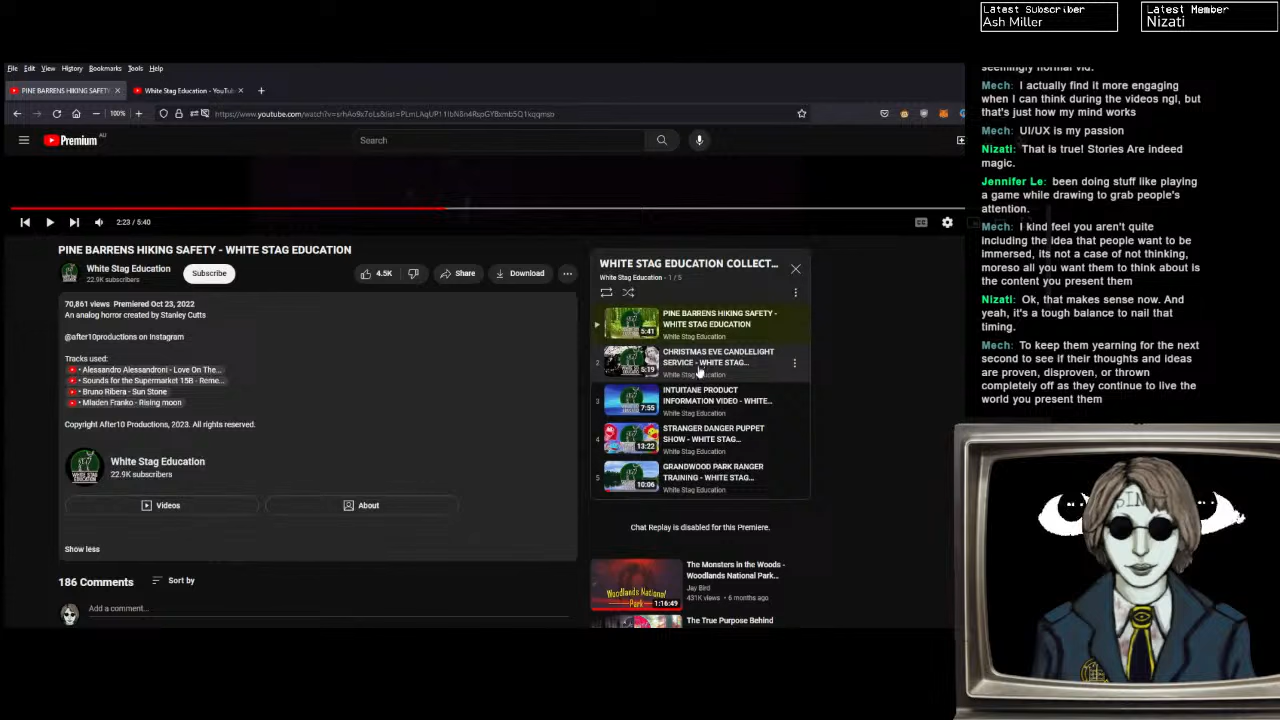 Latest Subscriber
Ash Miller
Latest Member
Nizati
File Edit View History Bookmarks Tools Help
PINE BARRENS HIKING SAFETY
White Stag Education - YouTub
100%
Premium
AU
Search
2:23 / 5:40
PINE BARRENS HIKING SAFETY - WHITE STAG EDUCATION
White Stag Education
22.9K subscribers
Subscribe
4.5K
Share
Download
70,861 views Premiered Oct 23, 2022
An analog horror created by Stanley Cutts
@after10productions on Instagram
Tracks used:
• Alessandro Alessandroni - Love On The...
• Sounds for the Supermarket 15B - Reme...
• Bruno Ribera - Sun Stone
• Mladen Franko - Rising moon
Copyright After10 Productions, 2023. All rights reserved.
White Stag Education
22.9K subscribers
Videos
About
Show less
186 Comments
Sort by
Add a comment...
WHITE STAG EDUCATION COLLECT...
White Stag Education - 1 / 5
PINE BARRENS HIKING SAFETY -
WHITE STAG EDUCATION
White Stag Education
5:41
2
CHRISTMAS EVE CANDLELIGHT
SERVICE - WHITE STAG...
White Stag Education
5:19
3
INTUITANE PRODUCT
INFORMATION VIDEO - WHITE...
White Stag Education
7:55
4
STRANGER DANGER PUPPET
SHOW - WHITE STAG...
White Stag Education
13:22
5
GRANDWOOD PARK RANGER
TRAINING - WHITE STAG...
White Stag Education
10:06
Chat Replay is disabled for this Premiere.
The Monsters in the Woods -
Woodlands National Park...
Jay Bird
431K views • 6 months ago
Woodlands National
Park
1:16:49
The True Purpose Behind
seemingly normal vid.
Mech: I actually find it more engaging
when I can think during the videos ngl, but
that's just how my mind works
Mech: UI/UX is my passion
Nizati: That is true! Stories Are indeed
magic.
Jennifer Le: been doing stuff like playing
a game while drawing to grab people's
attention.
Mech: I kind feel you aren't quite
including the idea that people want to be
immersed, its not a case of not thinking,
moreso all you want them to think about is
the content you present them
Nizati: Ok, that makes sense now. And
yeah, it's a tough balance to nail that
timing.
Mech: To keep them yearning for the next
second to see if their thoughts and ideas
are proven, disproven, or thrown
completely off as they continue to live the
world you present them